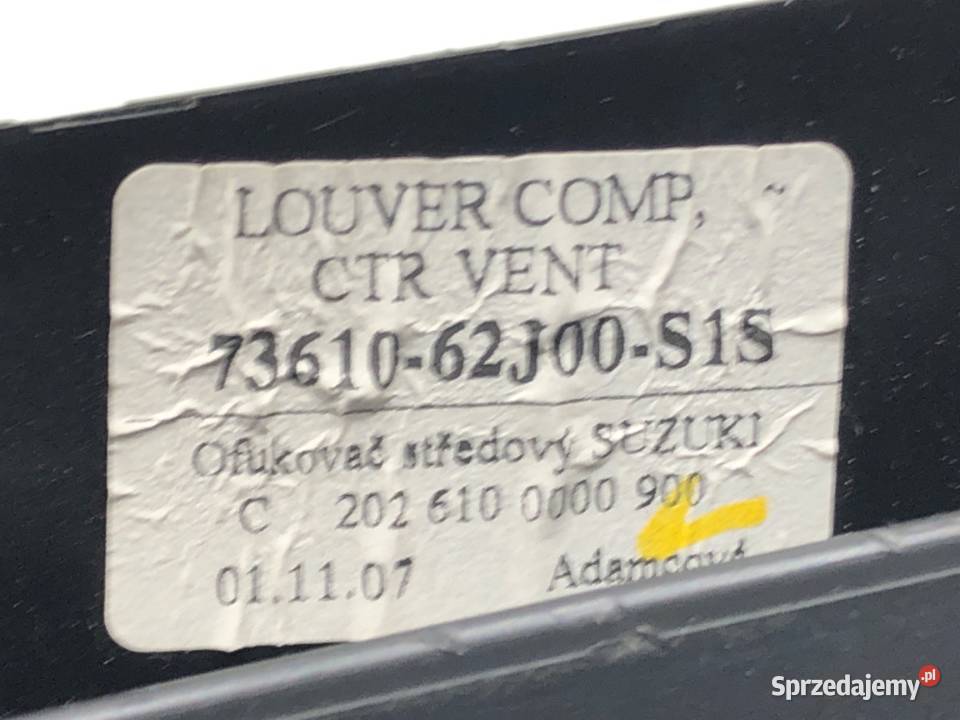 LOUVER COMP, ~
CTR VENT
73610-62J00-S1S
Ofukovač středový SUZUKI
C 202 610 0000 900
01.11.07
Sprzedajemy.pl